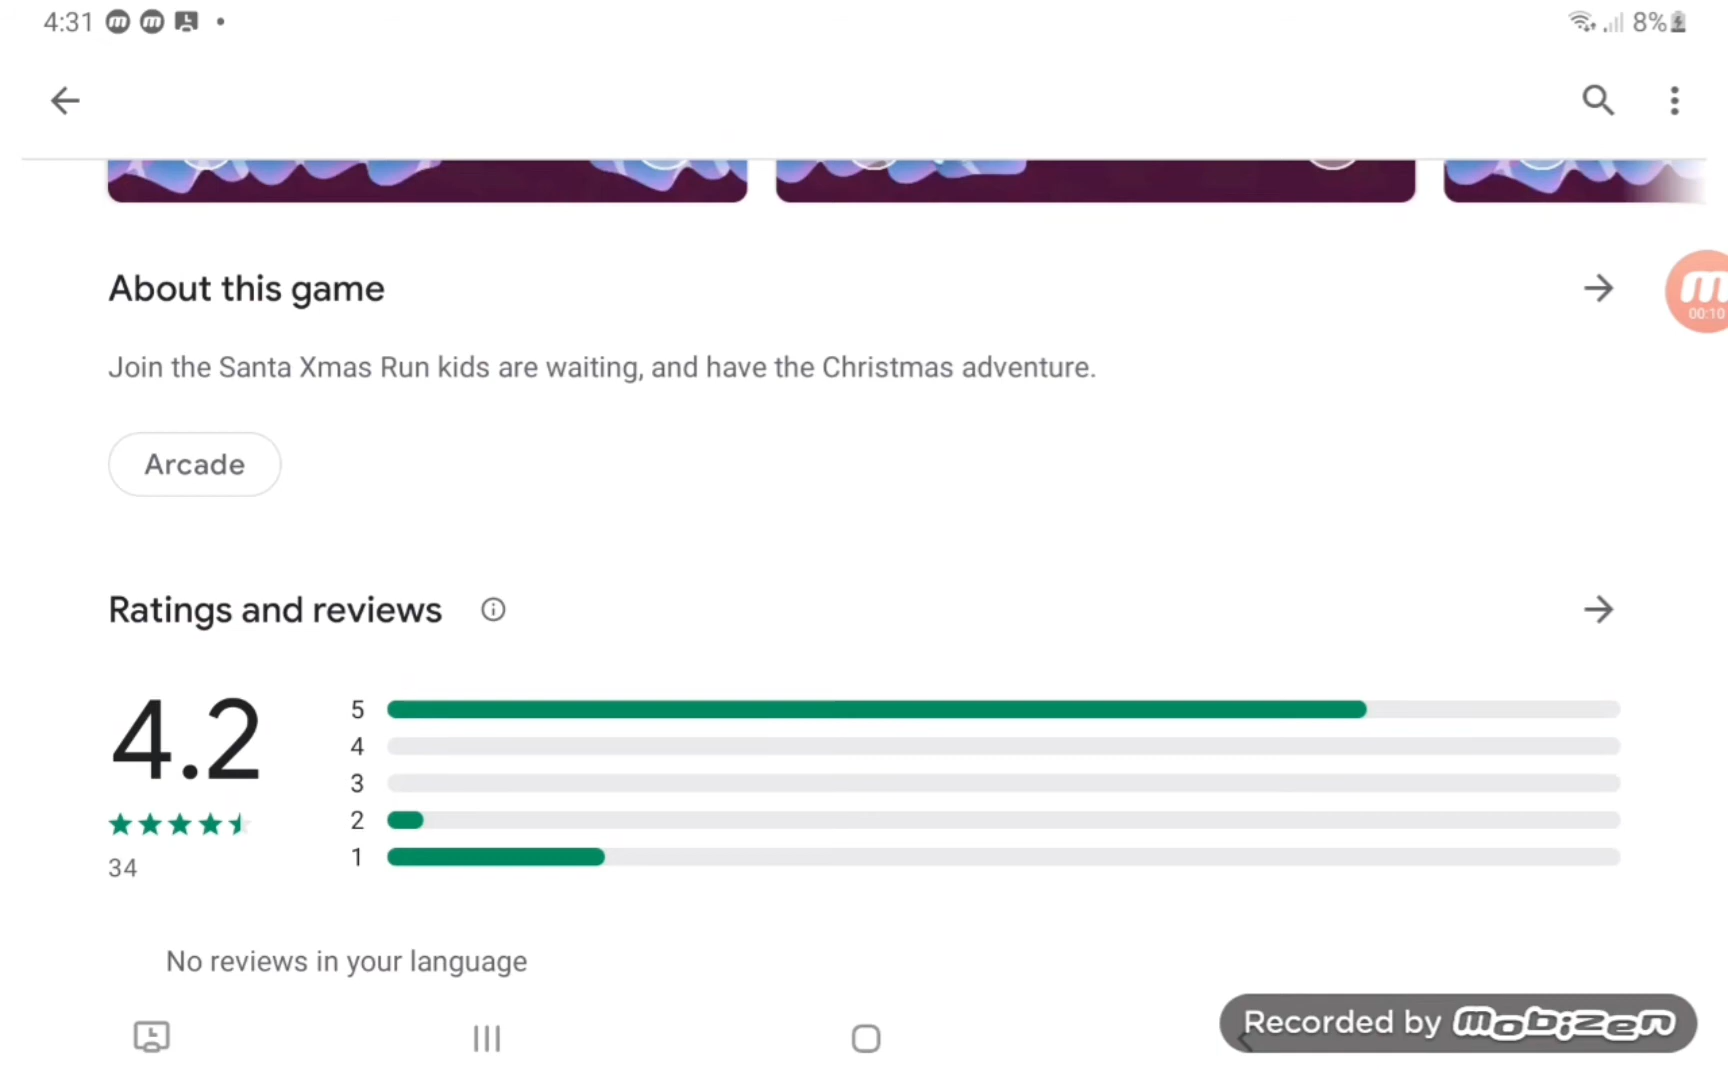 4:31
8%
00:10
About this game
Join the Santa Xmas Run kids are waiting, and have the Christmas adventure.
Arcade
Ratings and reviews
4.2
34
5
4
3
2
1
No reviews in your language
Recorded by mobizen